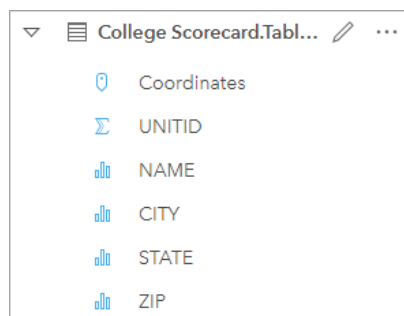 College Scorecard.Tabl...
Coordinates
UNITID
NAME
CITY
STATE
ZIP